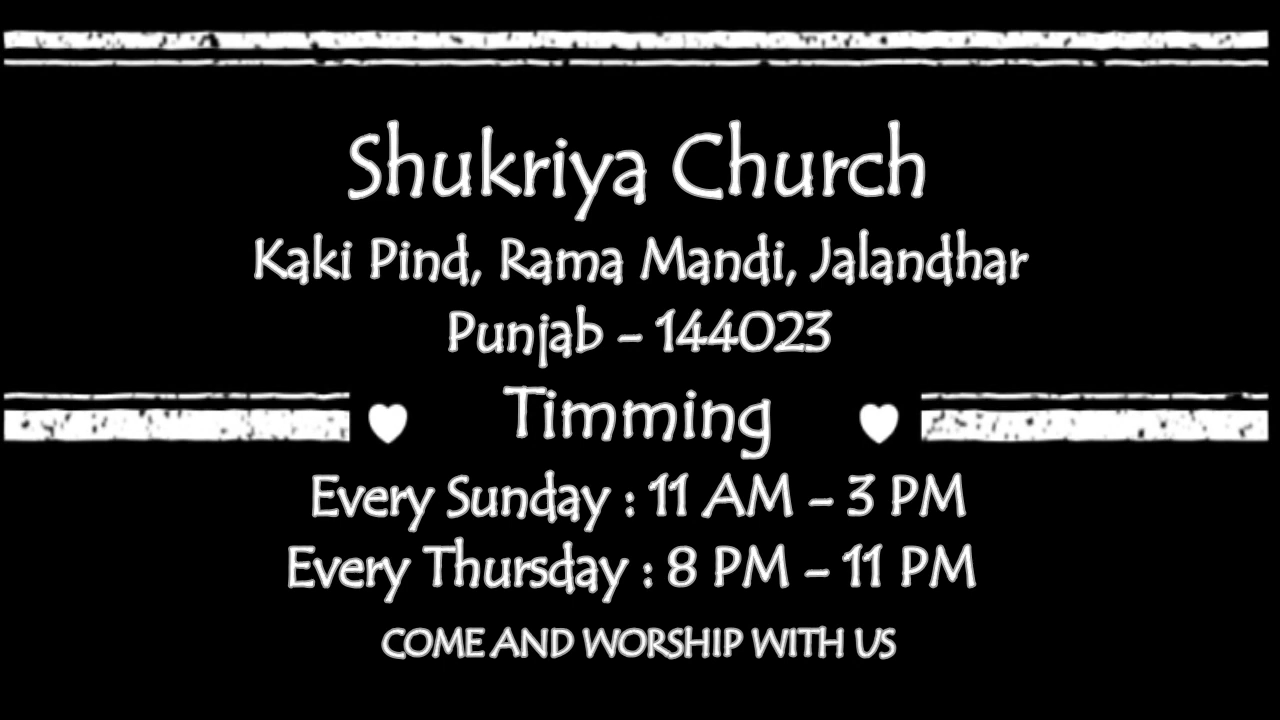 Shukriya Church
Kaki Pind, Rama Mandi, Jalandhar
Punjab - 144023
Timming
Every Sunday : 11 AM - 3 PM
Every Thursday : 8 PM - 11 PM
COME AND WORSHIP WITH US